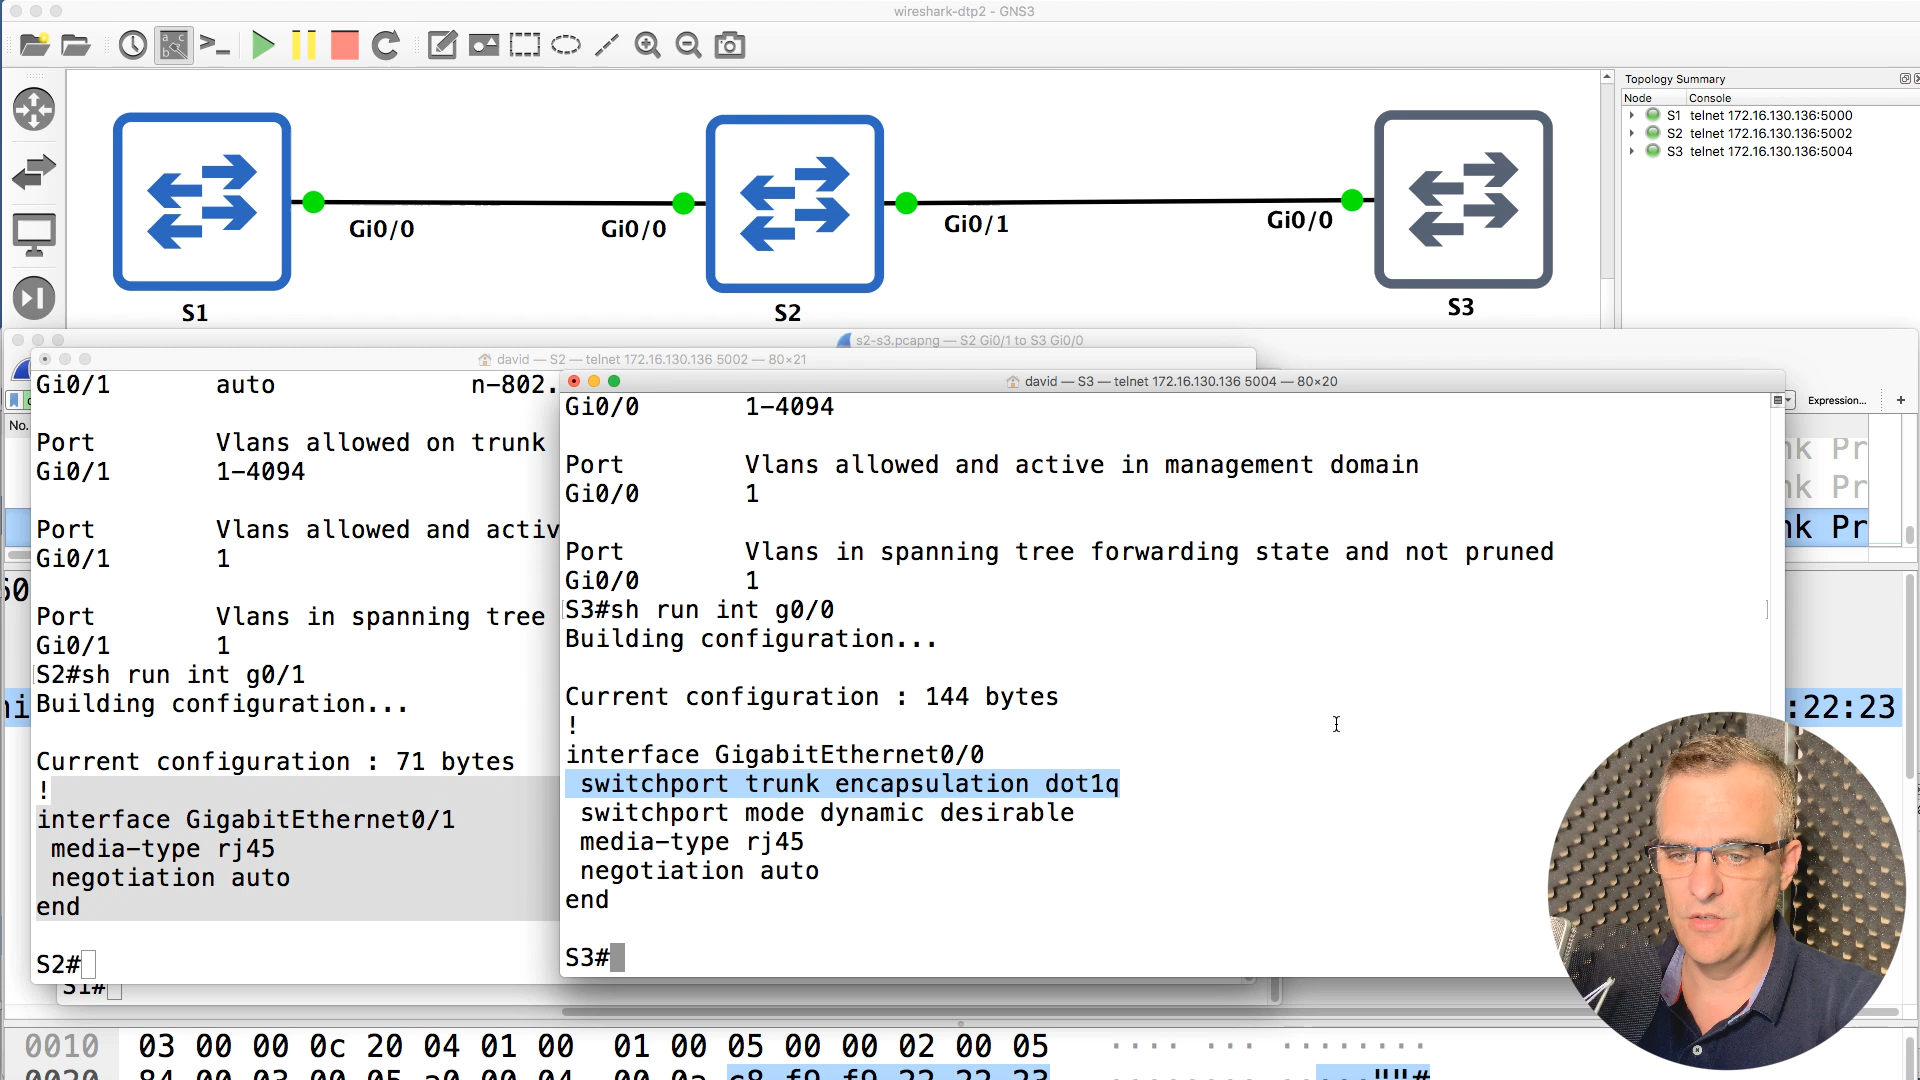 wireshark-dtp2 - GNS3
Topology Summary
Node Console
S1 telnet 172.16.130.136:5000
S2 telnet 172.16.130.136:5002
S3 telnet 172.16.130.136:5004
Gi0/0
Gi0/0
Gi0/1
Gi0/0
S1
S2
S3
s2-s3.pcapng — S2 Gi0/1 to S3 Gi0/0
Expression...
+
No.
david — S2 — telnet 172.16.130.136 5002 — 80×21
Gi0/1 auto n-802.
Port Vlans allowed on trunk
Gi0/1 1-4094
Port Vlans allowed and activ
Gi0/1 1
Port Vlans in spanning tree
Gi0/1 1
S2#sh run int g0/1
Building configuration...
Current configuration : 71 bytes
!
interface GigabitEthernet0/1
media-type rj45
negotiation auto
end
S2#
S1#
david — S3 — telnet 172.16.130.136 5004 — 80×20
Gi0/0 1-4094
Port Vlans allowed and active in management domain
Gi0/0 1
Port Vlans in spanning tree forwarding state and not pruned
Gi0/0 1
S3#sh run int g0/0
Building configuration...
Current configuration : 144 bytes
!
interface GigabitEthernet0/0
switchport trunk encapsulation dot1q
switchport mode dynamic desirable
media-type rj45
negotiation auto
end
S3#
nk Pr
nk Pr
nk Pr
:22:23
0010 03 00 00 0c 20 04 01 00 01 00 05 00 00 02 00 05